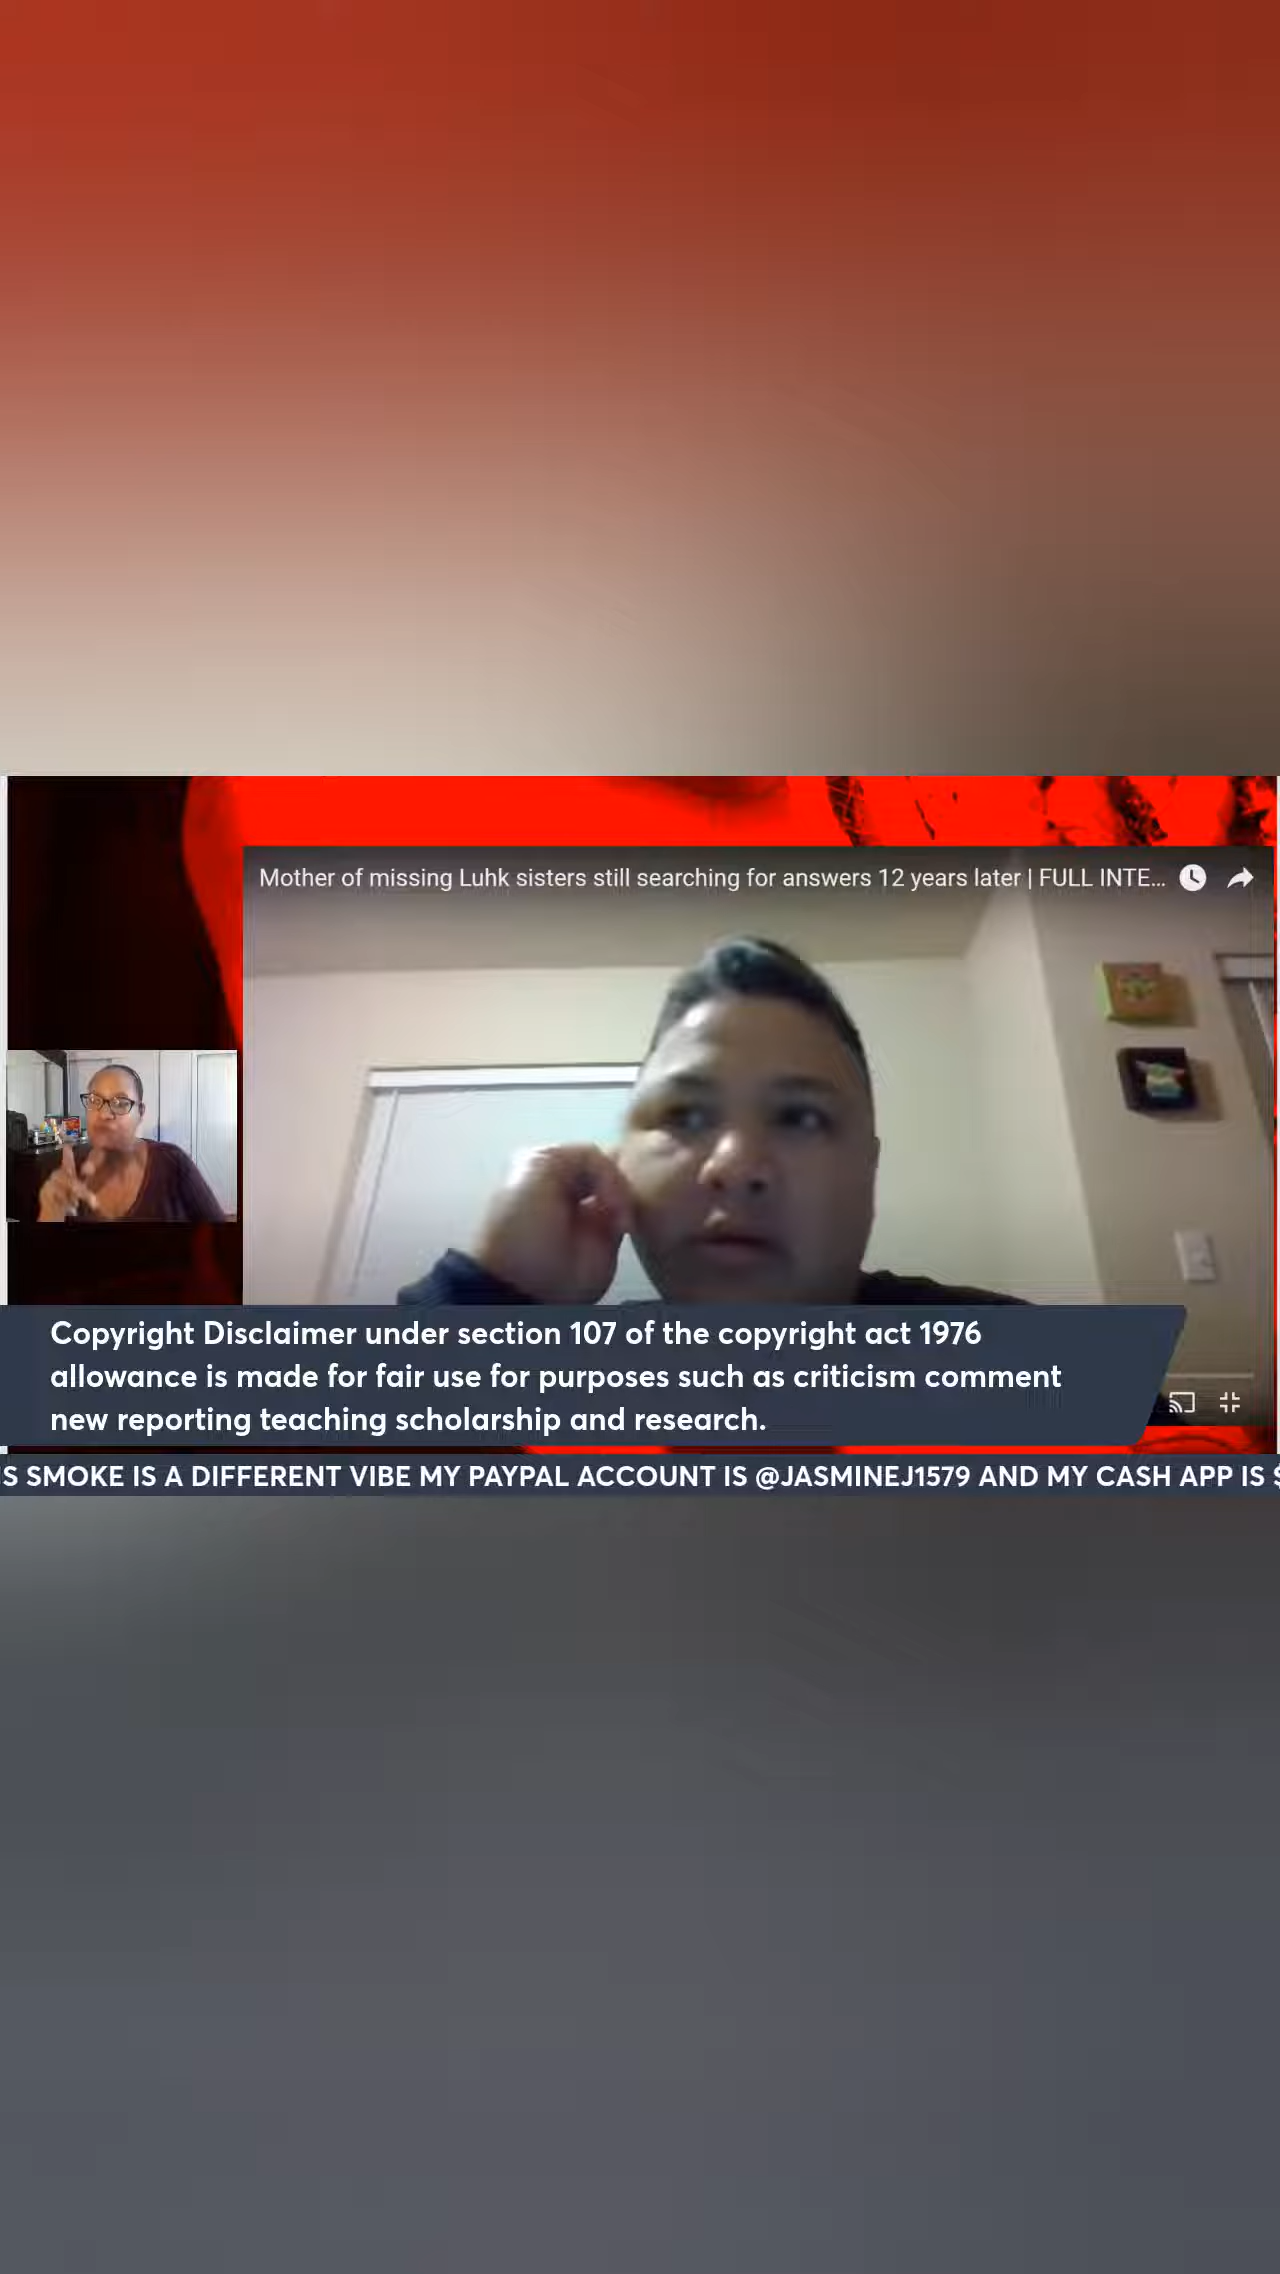 Mother of missing Luhk sisters still searching for answers 12 years later | FULL INTE...
Copyright Disclaimer under section 107 of the copyright act 1976
allowance is made for fair use for purposes such as criticism comment
new reporting teaching scholarship and research.
S SMOKE IS A DIFFERENT VIBE MY PAYPAL ACCOUNT IS @JASMINEJ1579 AND MY CASH APP IS $